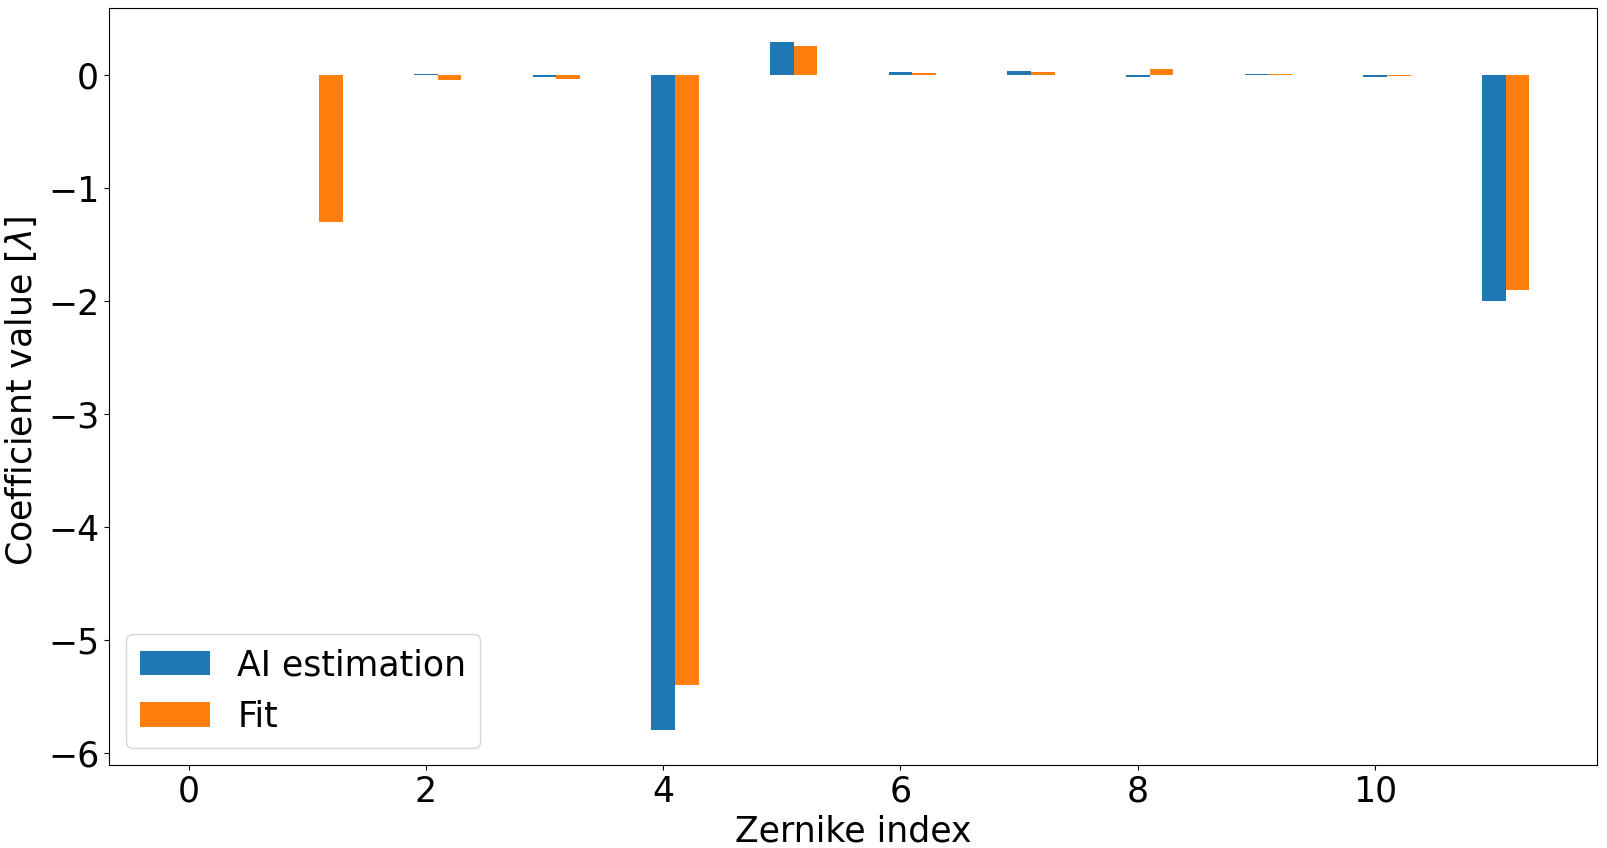 0
−1
−2
−3
−4
−5
−6
Coefficient value [λ]
AI estimation
Fit
0 2 4 6 8 10
Zernike index